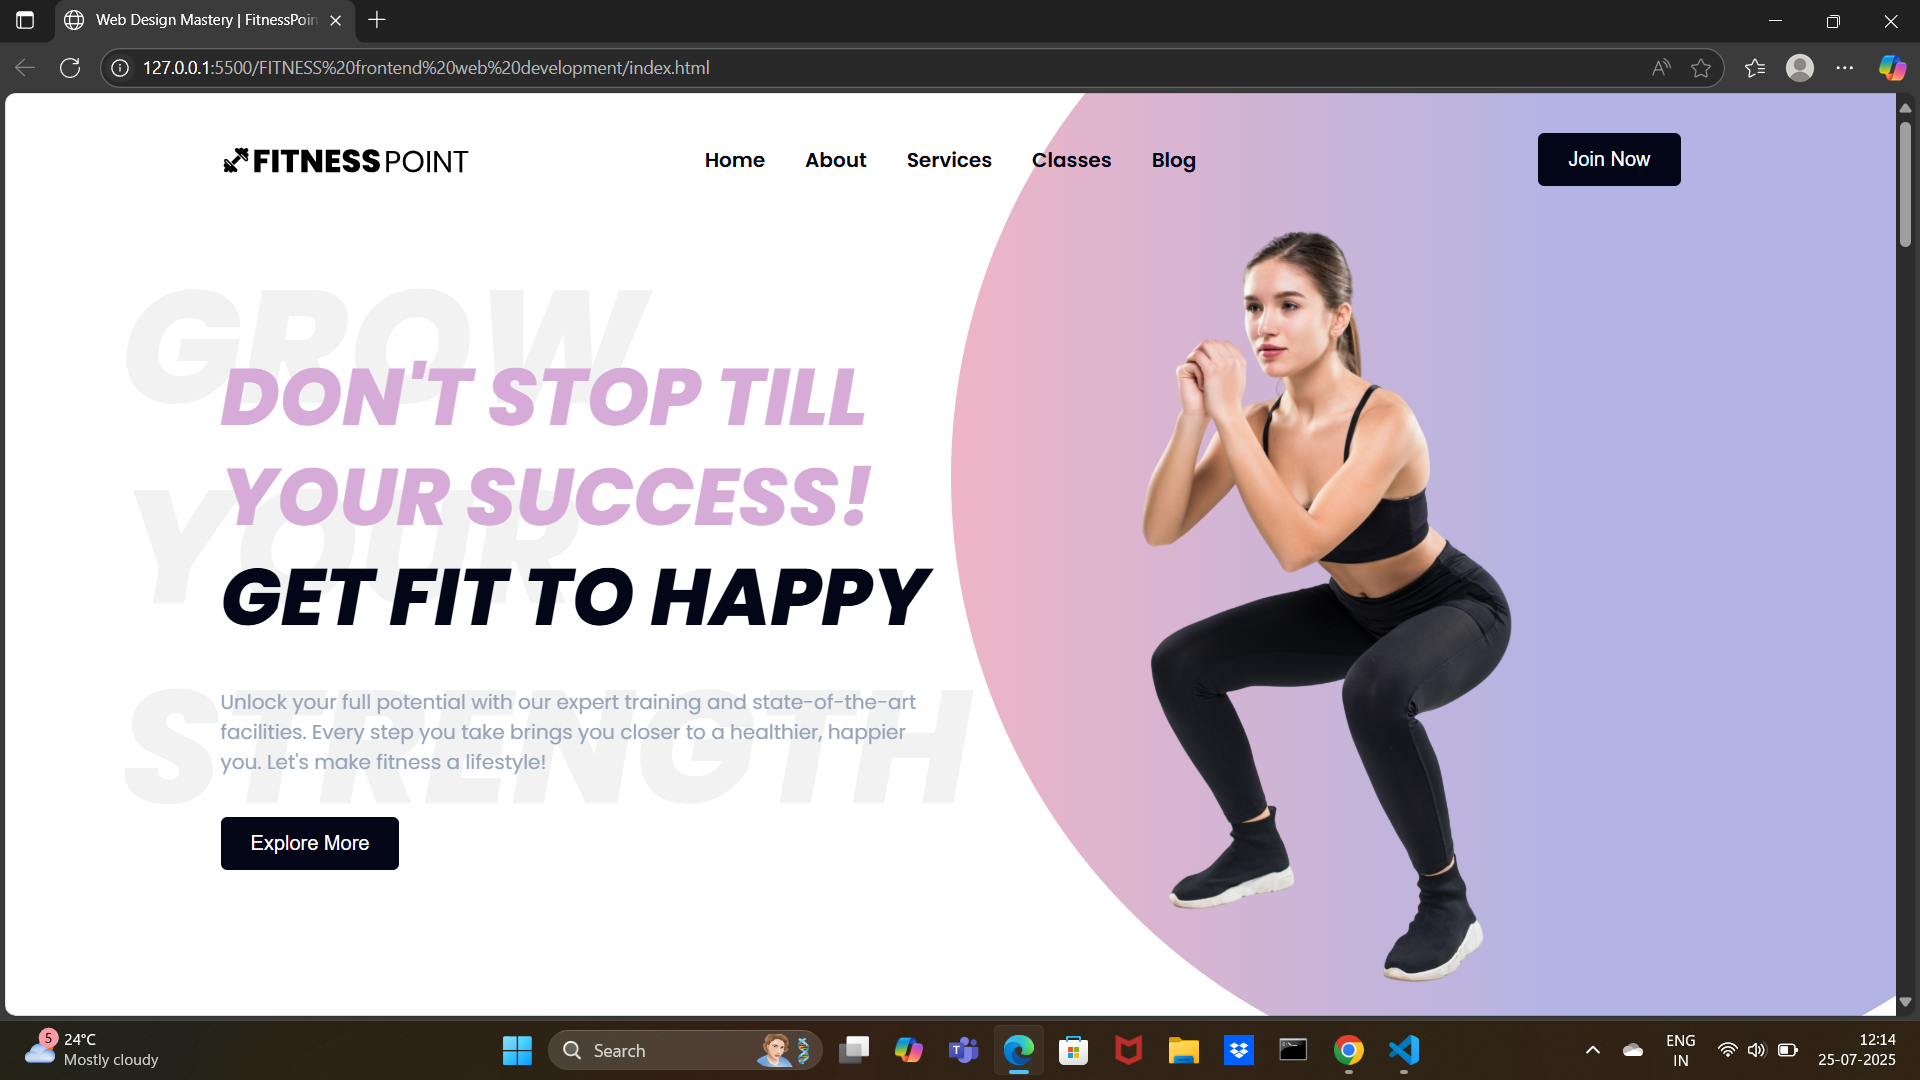 Web Design Mastery | FitnessPoin
127.0.0.1:5500/FITNESS%20frontend%20web%20development/index.html
FITNESS POINT
Home About Services Classes Blog
Join Now
GROW
DON'T STOP TILL
YOUR
YOUR SUCCESS!
GET FIT TO HAPPY
STRENGTH
Unlock your full potential with our expert training and state-of-the-art
facilities. Every step you take brings you closer to a healthier, happier
you. Let's make fitness a lifestyle!
Explore More
5
24°C
Mostly cloudy
Search
ENG
IN
12:14
25-07-2025